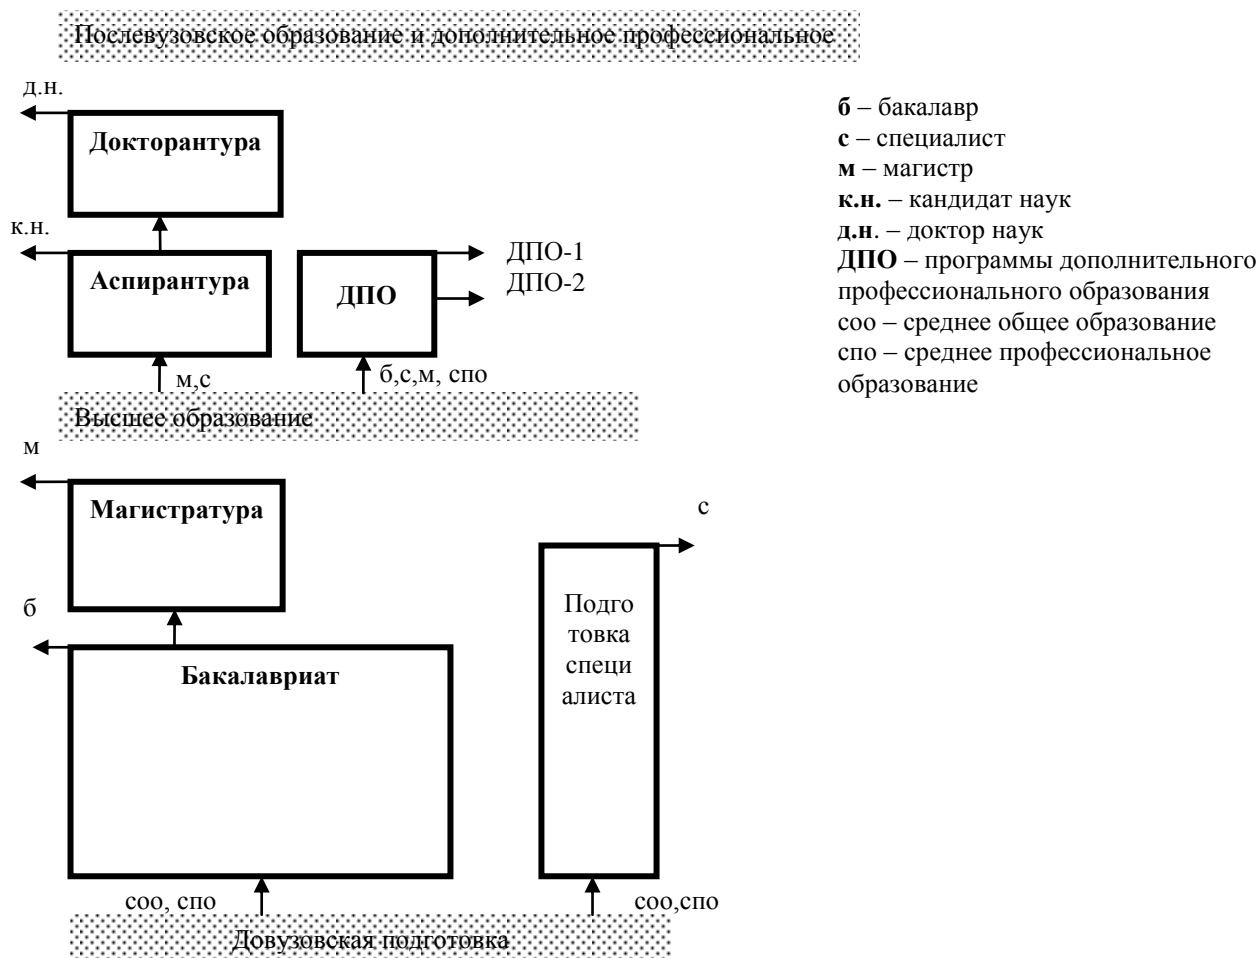 Послевузовское образование и дополнительное профессиональное
д.н.
Докторантура
к.н.
Аспирантура
ДПО
ДПО-1
ДПО-2
м,с
б,с,м, спо
б – бакалавр
с – специалист
м – магистр
к.н. – кандидат наук
д.н. – доктор наук
ДПО – программы дополнительного
профессионального образования
соо – среднее общее образование
спо – среднее профессиональное
образование
Высшее образование
м
Магистратура
с
б
Бакалавриат
Подго
товка
специ
алиста
соо, спо
соо,спо
Довузовская подготовка